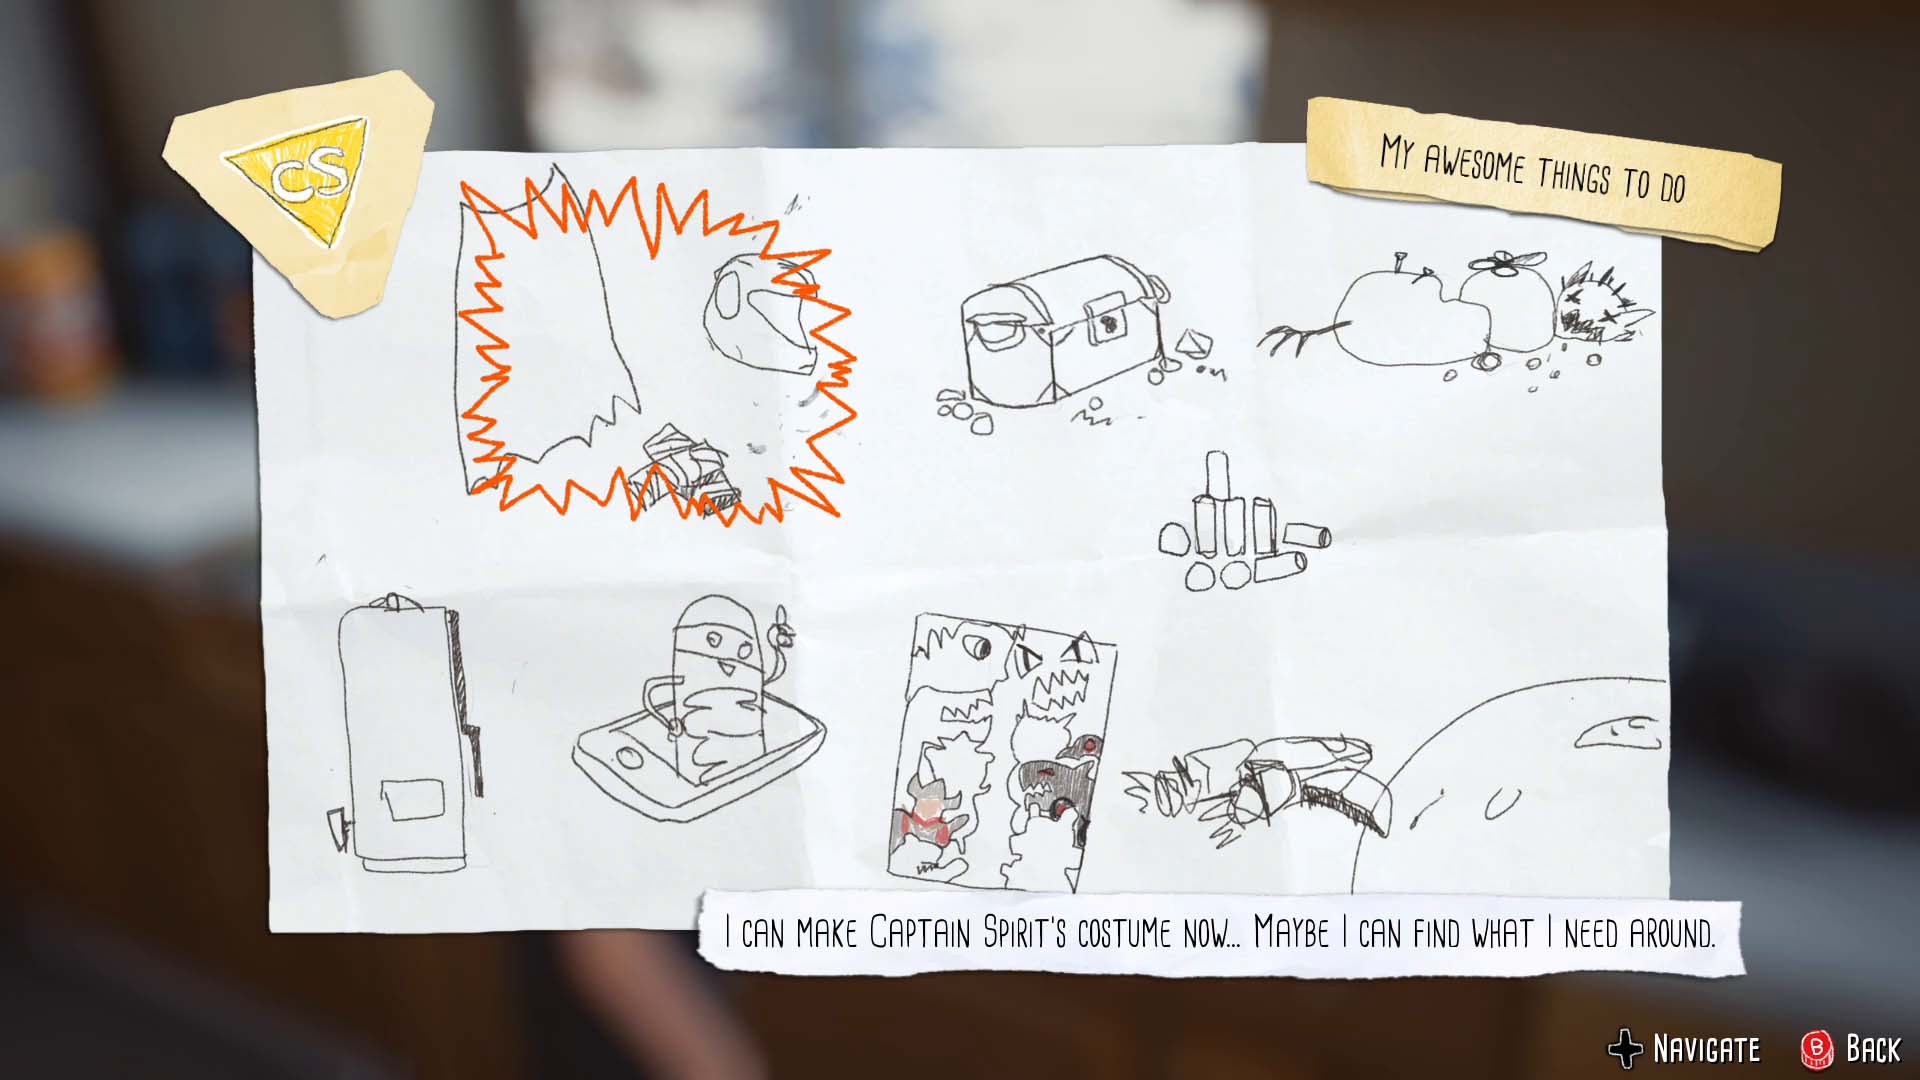 CS
MY AWESOME THINGS TO DO
I CAN MAKE CAPTAIN SPIRIT'S COSTUME NOW... MAYBE I CAN FIND WHAT I NEED AROUND.
NAVIGATE
B BACK